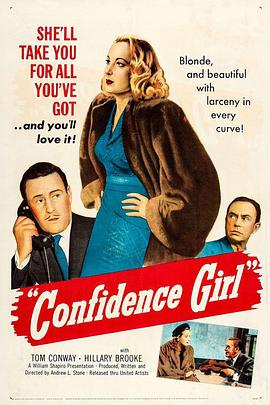 SHE'LL
TAKE YOU
FOR ALL
YOU'VE
GOT
..and you'll
love it!
Blonde,
and beautiful
with
larceny in
every
curve!
"Confidence Girl"
with
TOM CONWAY • HILLARY BROOKE
A William Shapiro Presentation - Produced, Written and
Directed by Andrew L. Stone - Released thru United Artists